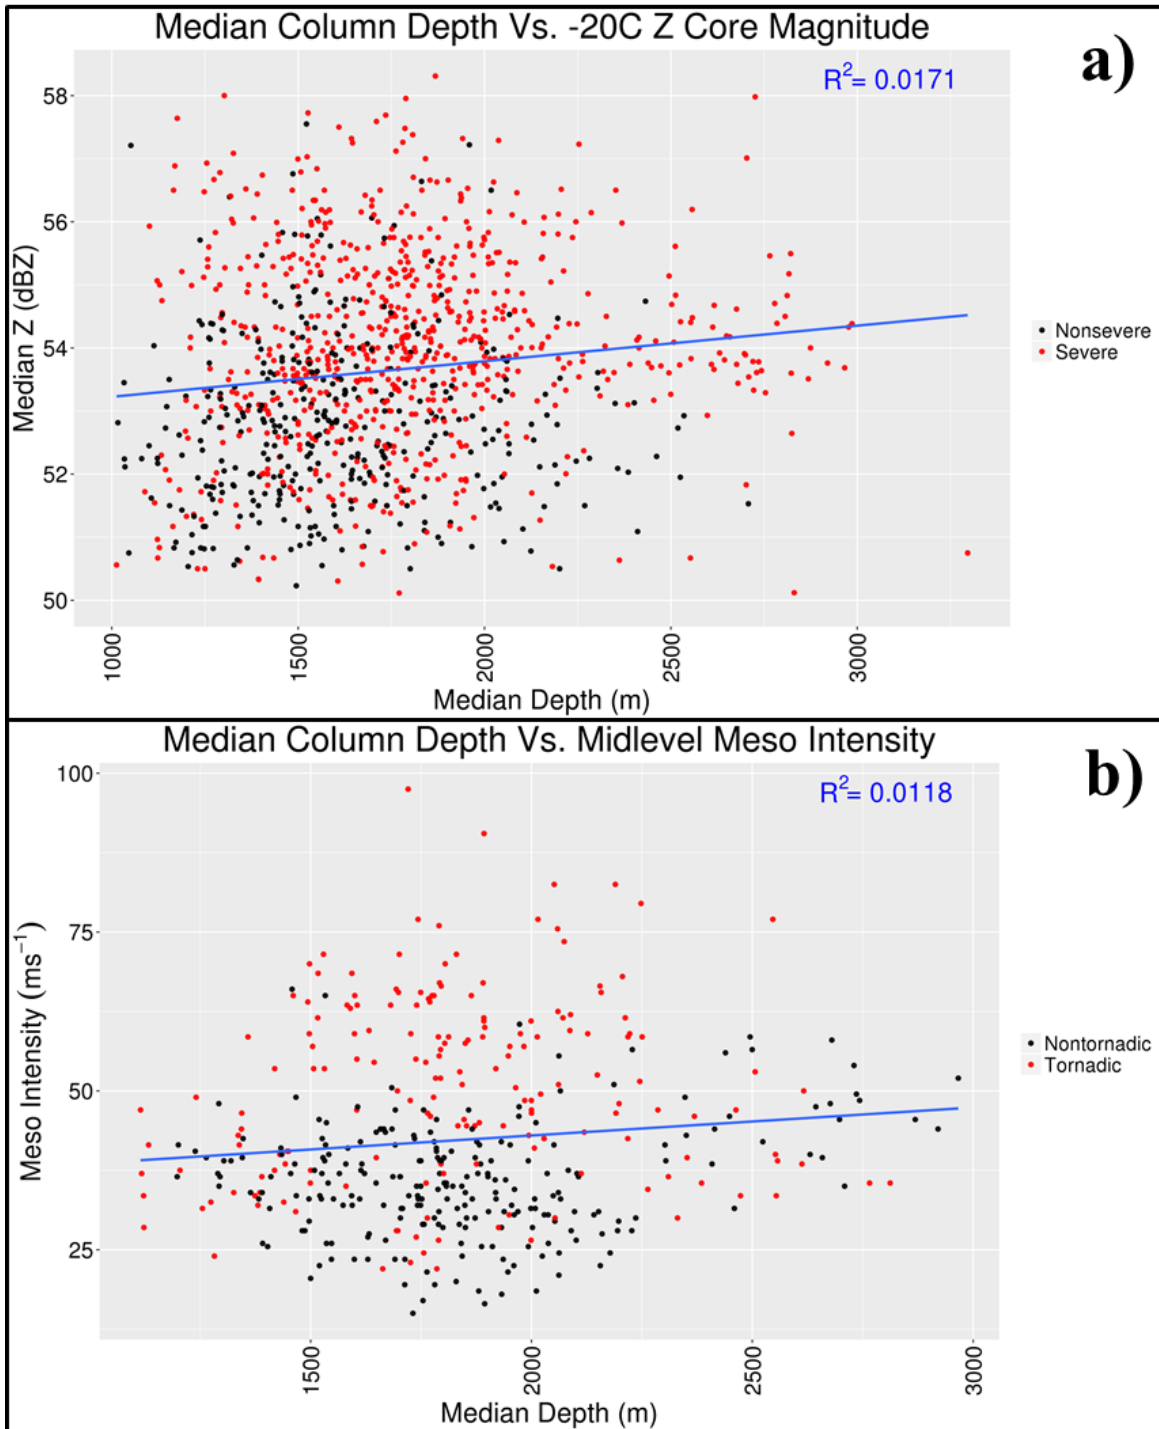 Median Column Depth Vs. -20C Z Core Magnitude
a)
R²= 0.0171
58
56
54
52
50
Median Z (dBZ)
Nonsevere
Severe
1000
1500
2000
2500
3000
Median Depth (m)
Median Column Depth Vs. Midlevel Meso Intensity
b)
R²= 0.0118
100
75
50
25
Meso Intensity (ms⁻¹)
Nontornadic
Tornadic
1500
2000
2500
3000
Median Depth (m)